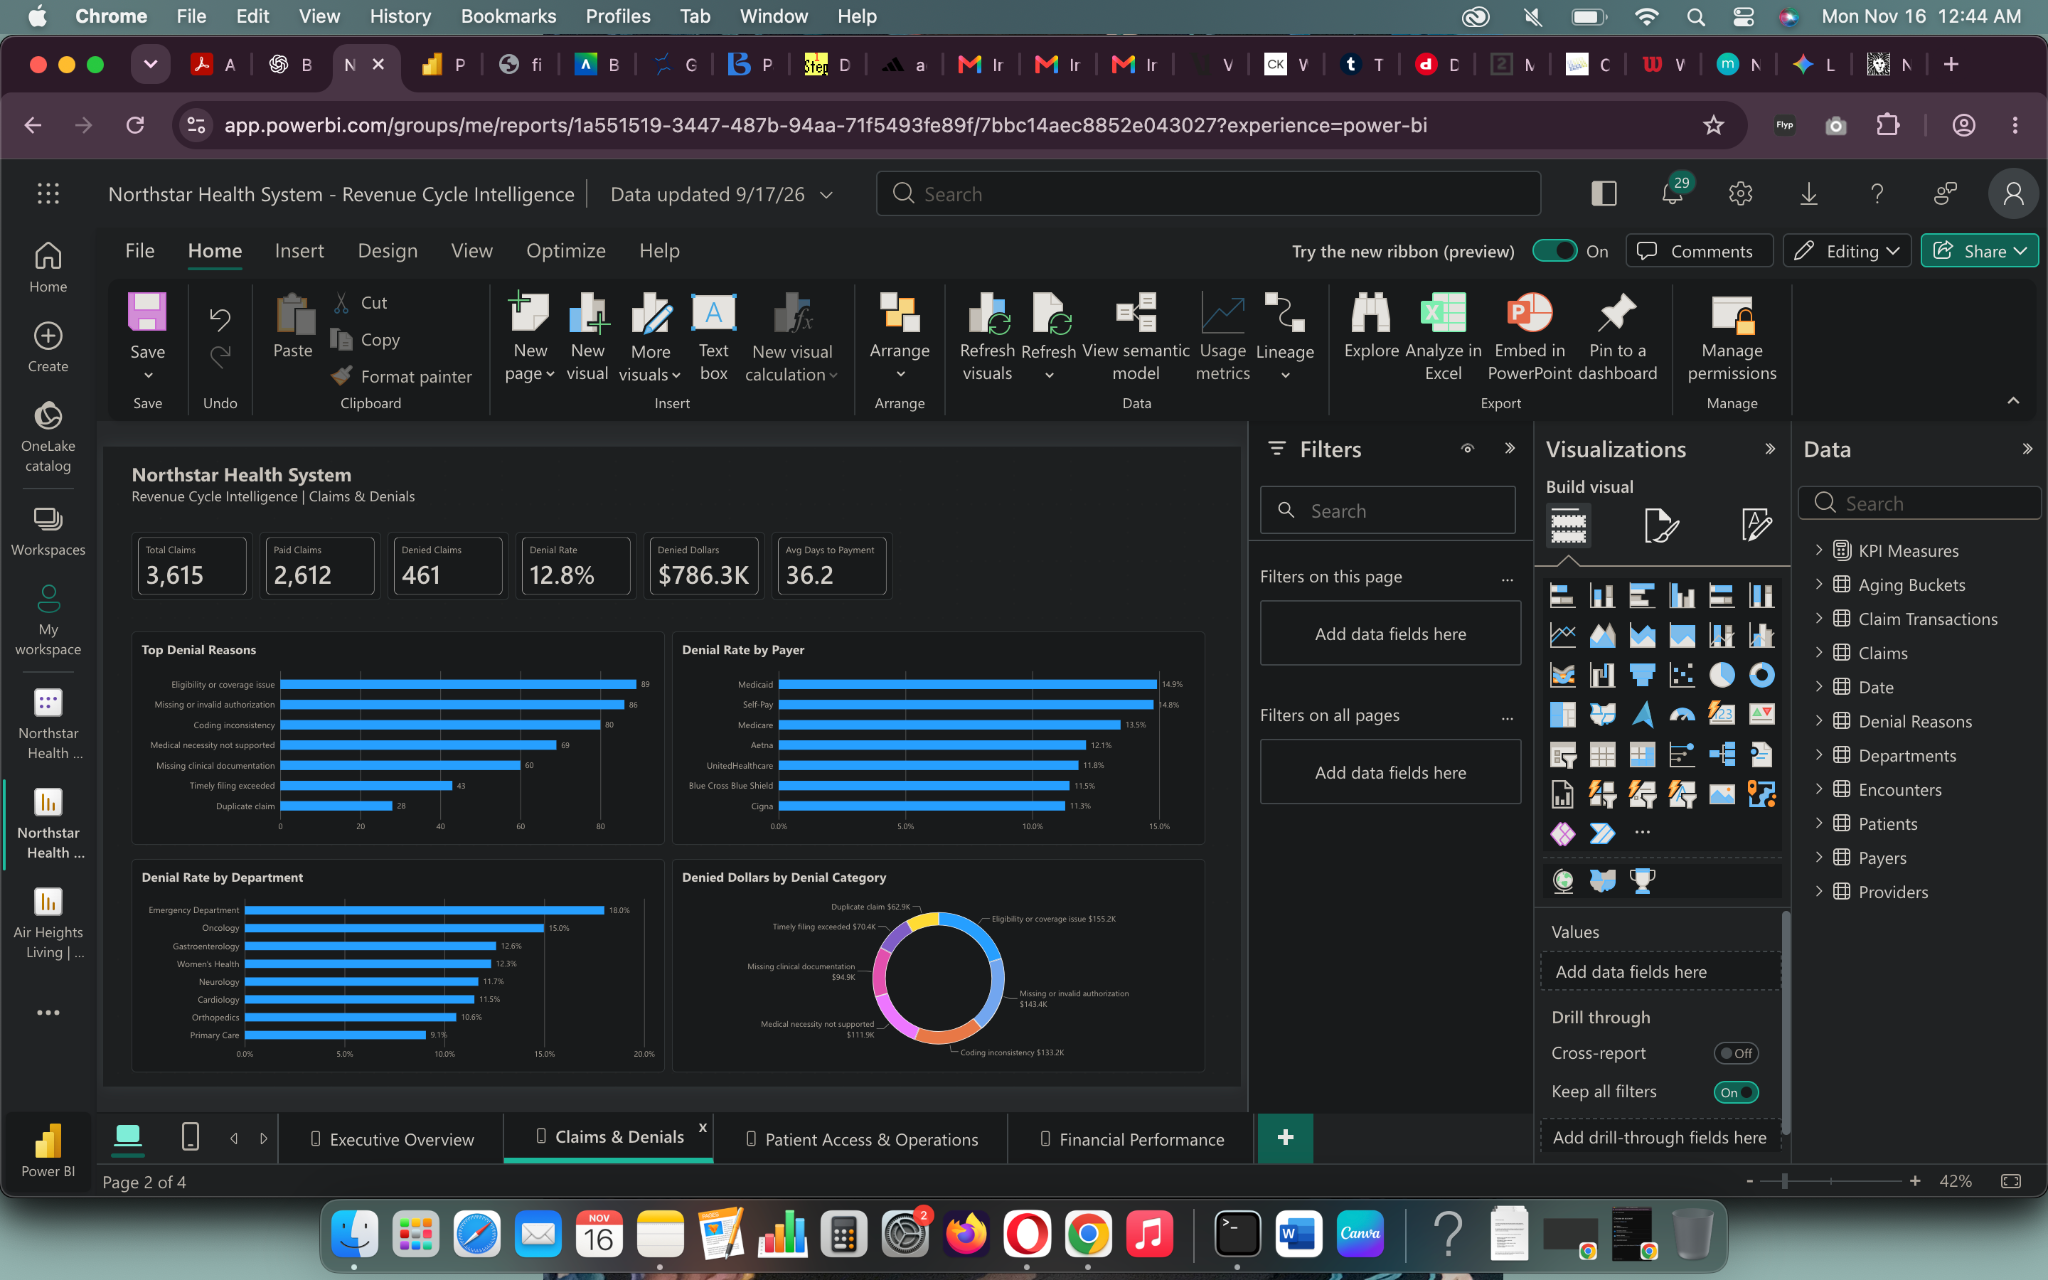 Chrome File Edit View History Bookmarks Profiles Tab Window Help Mon Nov 16 12:44 AM
A B N P fi B G P Step D a Ir Ir Ir V CK T D M C N L N
app.powerbi.com/groups/me/reports/1a551519-3447-487b-94aa-71f5493fe89f/7bbc14aec8852e043027?experience=power-bi
Flyp
Northstar Health System - Revenue Cycle Intelligence Data updated 9/17/26 Search 29
File Home Insert Design View Optimize Help Try the new ribbon (preview) On Comments Editing Share
Home
Create
OneLake
catalog
Workspaces
My
workspace
Northstar
Health ...
Northstar
Health ...
Air Heights
Living | ...
Power BI
Save
Save
Undo
Paste
Cut
Copy
Format painter
Clipboard
New
page
New
visual
More
visuals
Text
box
New visual
calculation
Insert
Arrange
Arrange
Refresh
visuals
Refresh
View semantic
model
Usage
metrics
Lineage
Data
Explore
Analyze in
Excel
Embed in
PowerPoint
Pin to a
dashboard
Export
Manage
permissions
Manage
Northstar Health System
Revenue Cycle Intelligence | Claims & Denials
Total Claims
3,615
Paid Claims
2,612
Denied Claims
461
Denial Rate
12.8%
Denied Dollars
$786.3K
Avg Days to Payment
36.2
Top Denial Reasons
Eligibility or coverage issue 89
Missing or invalid authorization 86
Coding inconsistency 80
Medical necessity not supported 69
Missing clinical documentation 60
Timely filing exceeded 43
Duplicate claim 28
0 20 40 60 80
Denial Rate by Payer
Medicaid 14.9%
Self-Pay 14.8%
Medicare 13.5%
Aetna 12.1%
UnitedHealthcare 11.8%
Blue Cross Blue Shield 11.5%
Cigna 11.3%
0.0% 5.0% 10.0% 15.0%
Denial Rate by Department
Emergency Department 18.0%
Oncology 15.0%
Gastroenterology 12.6%
Women's Health 12.3%
Neurology 11.7%
Cardiology 11.5%
Orthopedics 10.6%
Primary Care 9.1%
0.0% 5.0% 10.0% 15.0% 20.0%
Denied Dollars by Denial Category
Duplicate claim $62.9K
Timely filing exceeded $70.4K
Missing clinical documentation
$94.9K
Medical necessity not supported
$111.9K
Eligibility or coverage issue $155.2K
Missing or invalid authorization
$143.4K
Coding inconsistency $133.2K
Filters
Search
Filters on this page ...
Add data fields here
Filters on all pages ...
Add data fields here
Visualizations
Build visual
123
...
Values
Add data fields here
Drill through
Cross-report Off
Keep all filters On
Add drill-through fields here
Data
Search
KPI Measures
Aging Buckets
Claim Transactions
Claims
Date
Denial Reasons
Departments
Encounters
Patients
Payers
Providers
Executive Overview Claims & Denials x Patient Access & Operations Financial Performance +
Page 2 of 4 - + 42%
NOV
16
PAGES
2
W
Canva
?